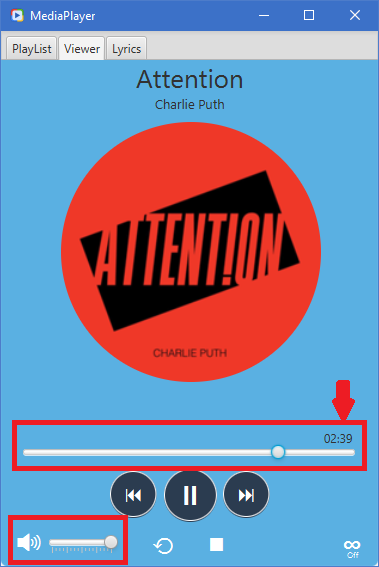 MediaPlayer
PlayList Viewer Lyrics
Attention
Charlie Puth
ATTENT!ON
CHARLIE PUTH
02:39
Off